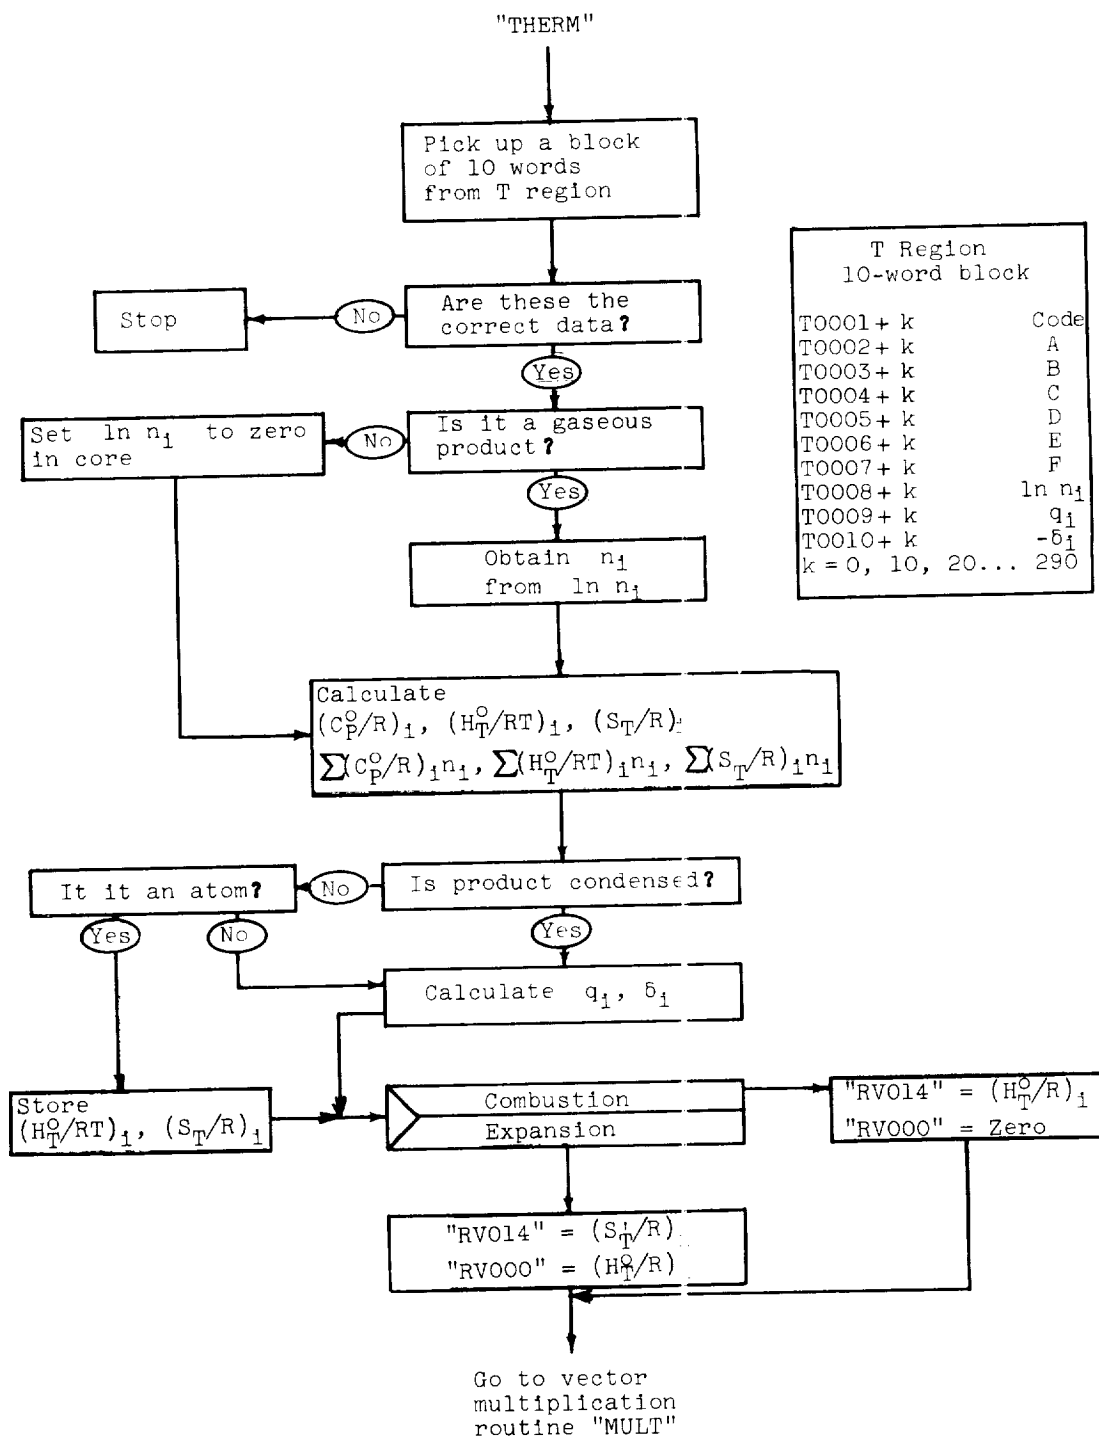 "THERM"
Pick up a block
of 10 words
from T region
Are these the
correct data?
No
Stop
Yes
Is it a gaseous
product?
No
Set ln n_i to zero
in core
Yes
Obtain n_i
from ln n_i
T Region
10-word block
T0001+ k Code
T0002+ k A
T0003+ k B
T0004+ k C
T0005+ k D
T0006+ k E
T0007+ k F
T0008+ k ln n_i
T0009+ k q_i
T0010+ k -δ_i
k = 0, 10, 20... 290
Calculate
(C_P^O/R)_i, (H_T^O/RT)_i, (S_T/R)_i
∑(C_P^O/R)_i n_i, ∑(H_T^O/RT)_i n_i, ∑(S_T/R)_i n_i
Is product condensed?
No
It it an atom?
Yes
No
Yes
Calculate q_i, δ_i
Store
(H_T^O/RT)_i, (S_T/R)_i
Combustion
Expansion
"RV014" = (H_T^O/R)_i
"RV000" = Zero
"RV014" = (S_T/R)
"RV000" = (H_T^O/R)
Go to vector
multiplication
routine "MULT"